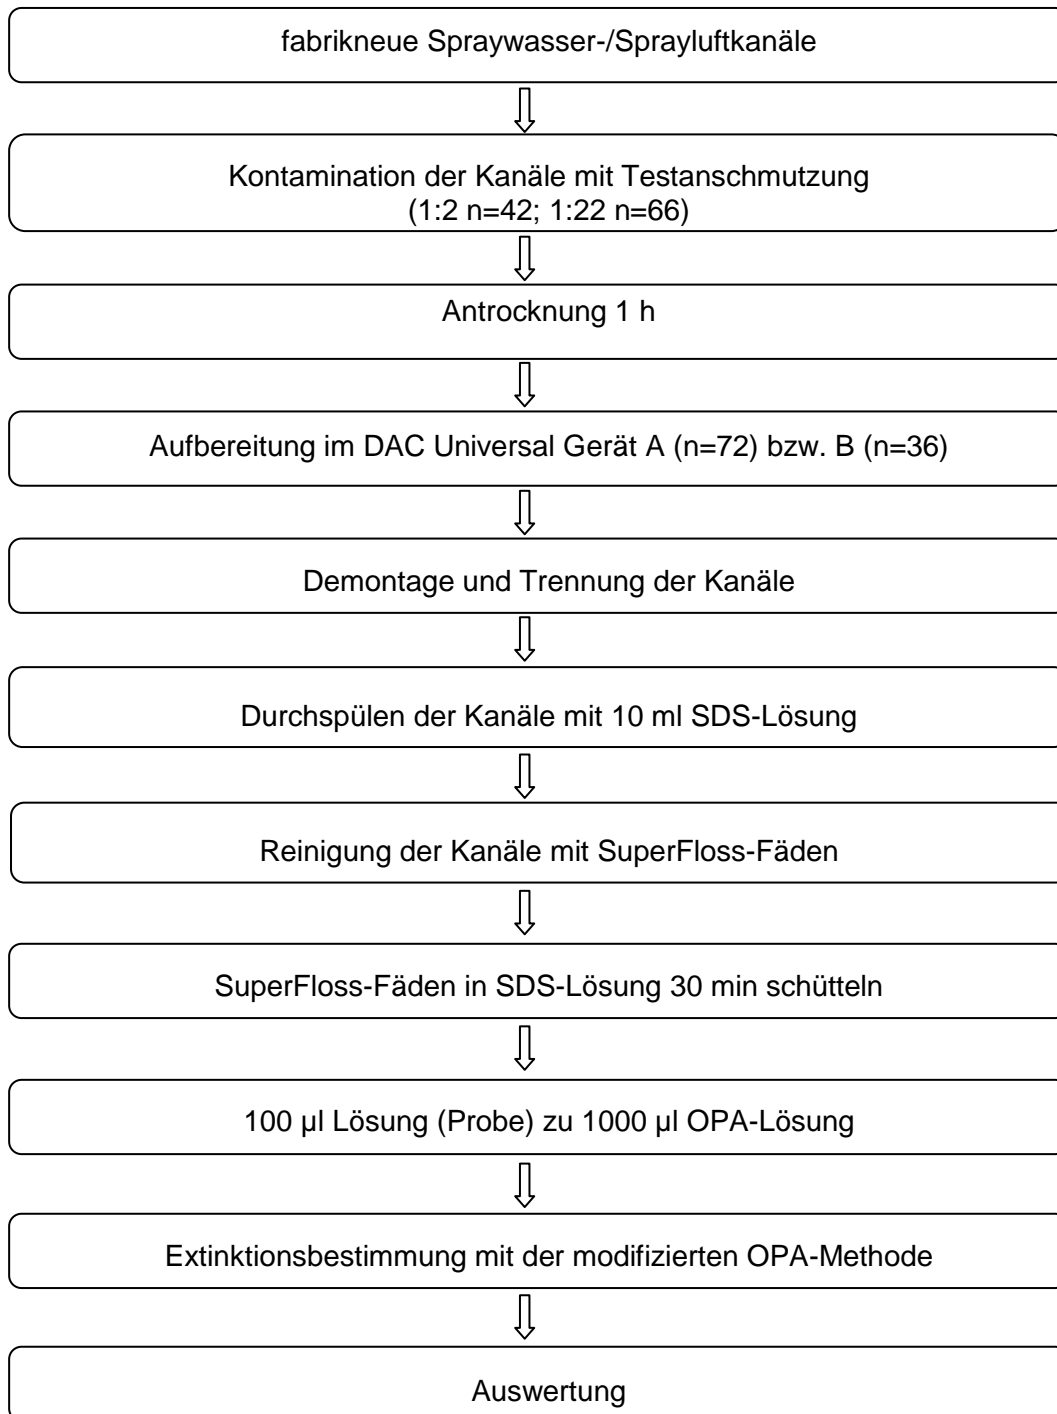 fabrikneue Spraywasser-/Sprayluftkanäle
Kontamination der Kanäle mit Testanschmutzung
(1:2 n=42; 1:22 n=66)
Antrocknung 1 h
Aufbereitung im DAC Universal Gerät A (n=72) bzw. B (n=36)
Demontage und Trennung der Kanäle
Durchspülen der Kanäle mit 10 ml SDS-Lösung
Reinigung der Kanäle mit SuperFloss-Fäden
SuperFloss-Fäden in SDS-Lösung 30 min schütteln
100 µl Lösung (Probe) zu 1000 µl OPA-Lösung
Extinktionsbestimmung mit der modifizierten OPA-Methode
Auswertung